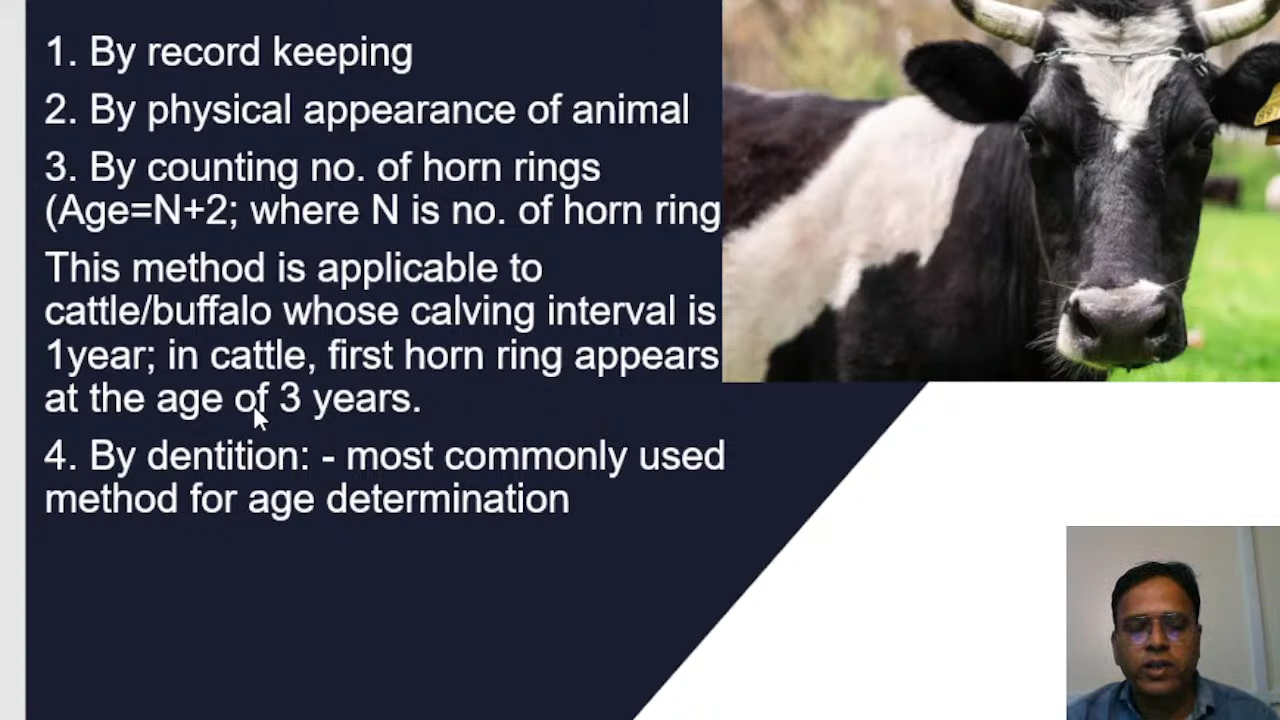 1. By record keeping
2. By physical appearance of animal
3. By counting no. of horn rings
(Age=N+2; where N is no. of horn ring
This method is applicable to
cattle/buffalo whose calving interval is
1year; in cattle, first horn ring appears
at the age of 3 years.
4. By dentition: - most commonly used
method for age determination